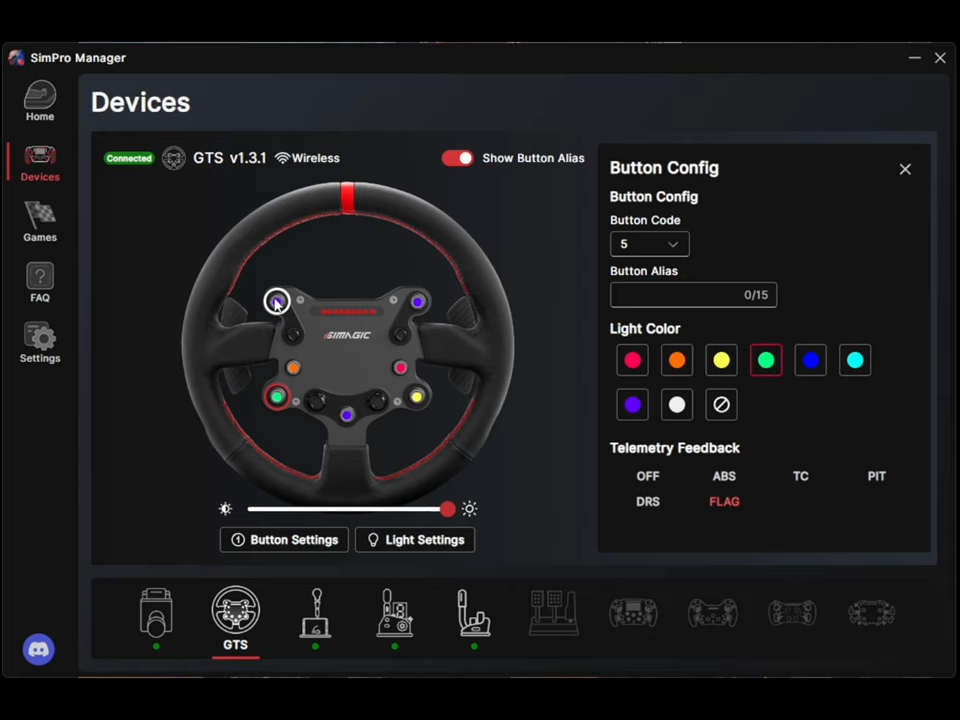 SimPro Manager
Home
Devices
Games
FAQ
Settings
Devices
Connected GTS v1.3.1 Wireless Show Button Alias
SIMAGIC
Button Settings Light Settings
Button Config
Button Config
Button Code
5
Button Alias
0/15
Light Color
Telemetry Feedback
OFF ABS TC PIT
DRS FLAG
GTS